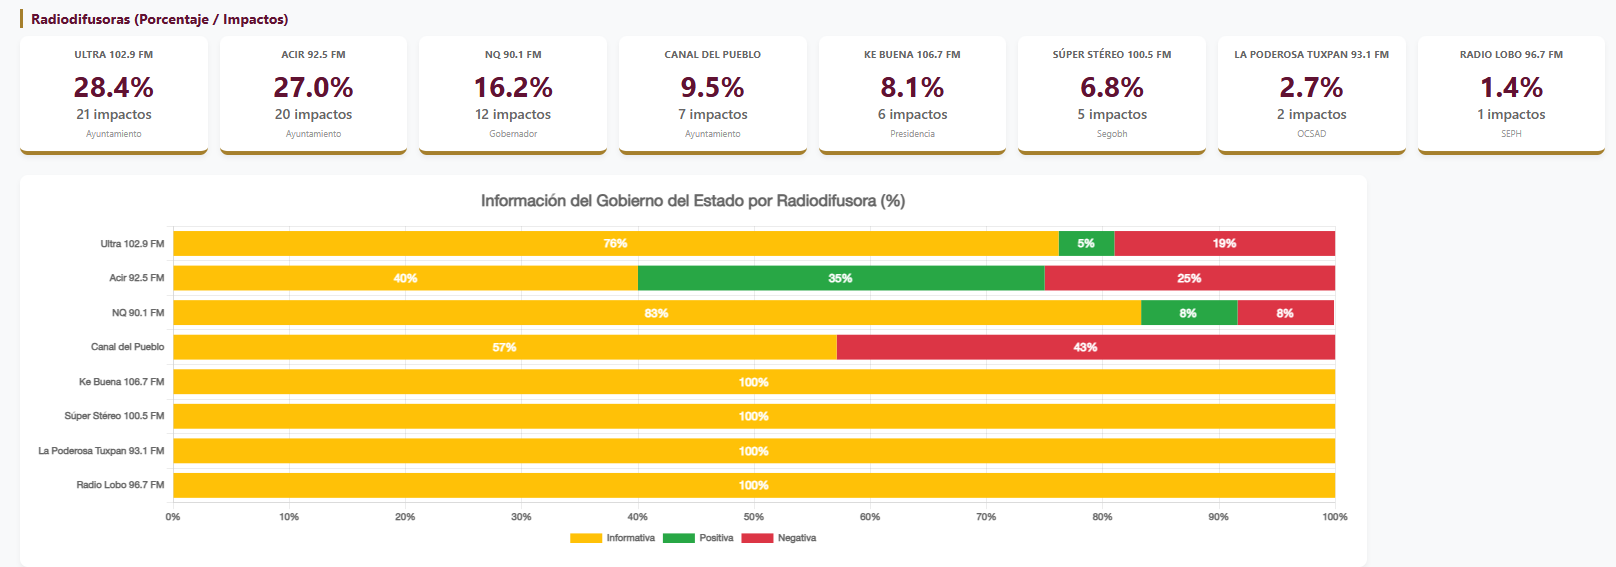 Radiodifusoras (Porcentaje / Impactos)
ULTRA 102.9 FM
28.4%
21 impactos
Ayuntamiento
ACIR 92.5 FM
27.0%
20 impactos
Ayuntamiento
NQ 90.1 FM
16.2%
12 impactos
Gobernador
CANAL DEL PUEBLO
9.5%
7 impactos
Ayuntamiento
KE BUENA 106.7 FM
8.1%
6 impactos
Presidencia
SÚPER STÉREO 100.5 FM
6.8%
5 impactos
Segobh
LA PODEROSA TUXPAN 93.1 FM
2.7%
2 impactos
OCSAD
RADIO LOBO 96.7 FM
1.4%
1 impactos
SEPH
Información del Gobierno del Estado por Radiodifusora (%)
Ultra 102.9 FM 76% 5% 19%
Acir 92.5 FM 40% 35% 25%
NQ 90.1 FM 83% 8% 8%
Canal del Pueblo 57% 43%
Ke Buena 106.7 FM 100%
Súper Stéreo 100.5 FM 100%
La Poderosa Tuxpan 93.1 FM 100%
Radio Lobo 96.7 FM 100%
0% 10% 20% 30% 40% 50% 60% 70% 80% 90% 100%
Informativa Positiva Negativa